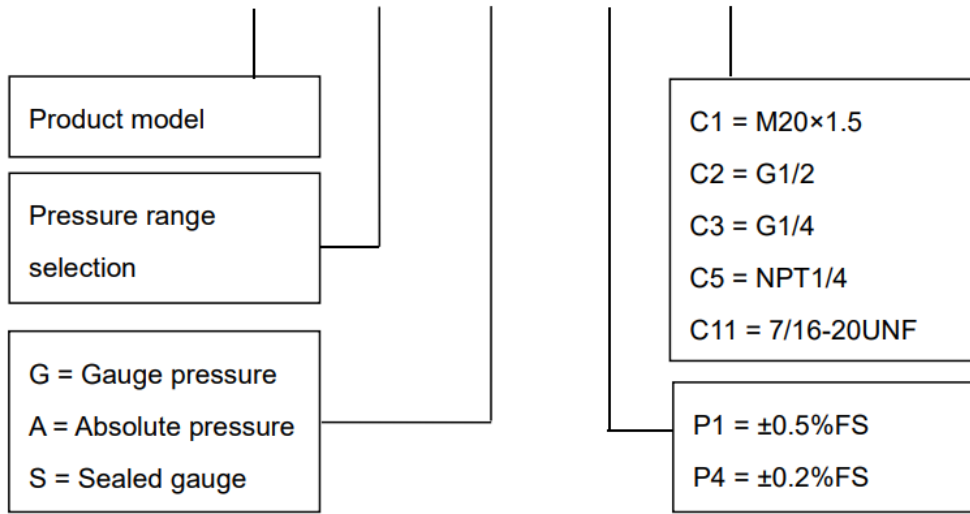 Product model
Pressure range
selection
G = Gauge pressure
A = Absolute pressure
S = Sealed gauge
C1 = M20×1.5
C2 = G1/2
C3 = G1/4
C5 = NPT1/4
C11 = 7/16-20UNF
P1 = ±0.5%FS
P4 = ±0.2%FS